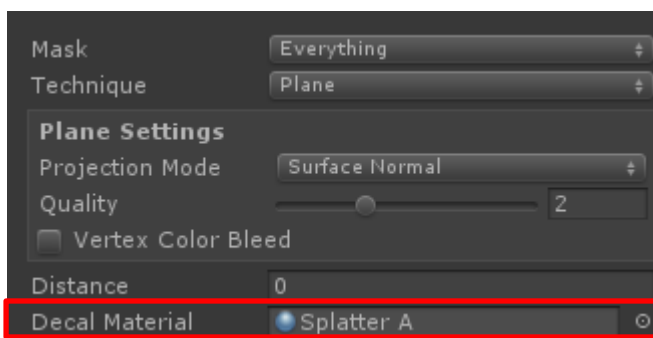 Mask Everything
Technique Plane
Plane Settings
Projection Mode Surface Normal
Quality 2
Vertex Color Bleed
Distance 0
Decal Material Splatter A